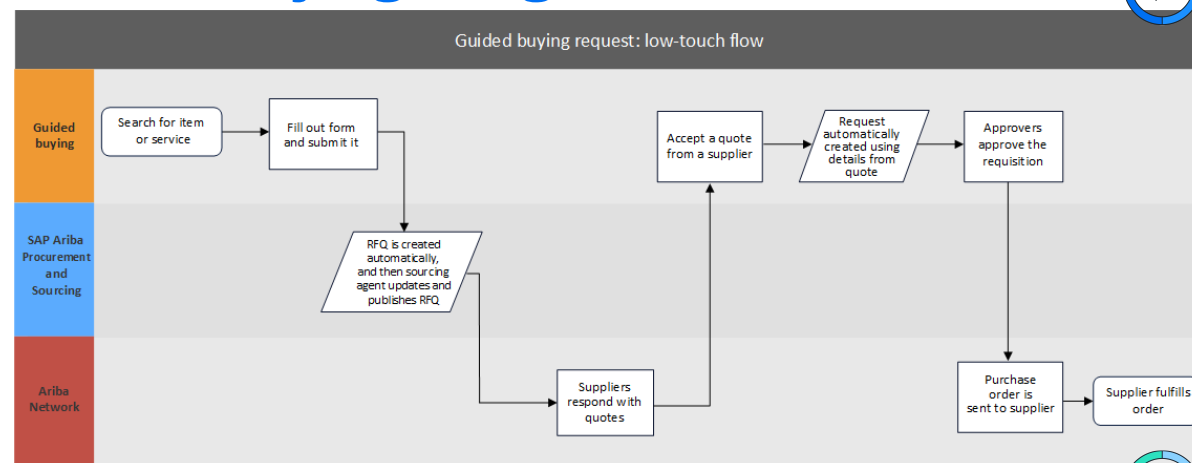 Guided buying request: low-touch flow
Guided
buying
Search for item
or service
Fill out form
and submit it
Accept a quote
from a supplier
Request
automatically
created using
details from
quote
Approvers
approve the
requisition
SAP Ariba
Procurement
and
Sourcing
RFQ is created
automatically,
and then sourcing
agent updates and
publishes RFQ
Ariba
Network
Suppliers
respond with
quotes
Purchase
order is
sent to supplier
Supplier fulfills
order